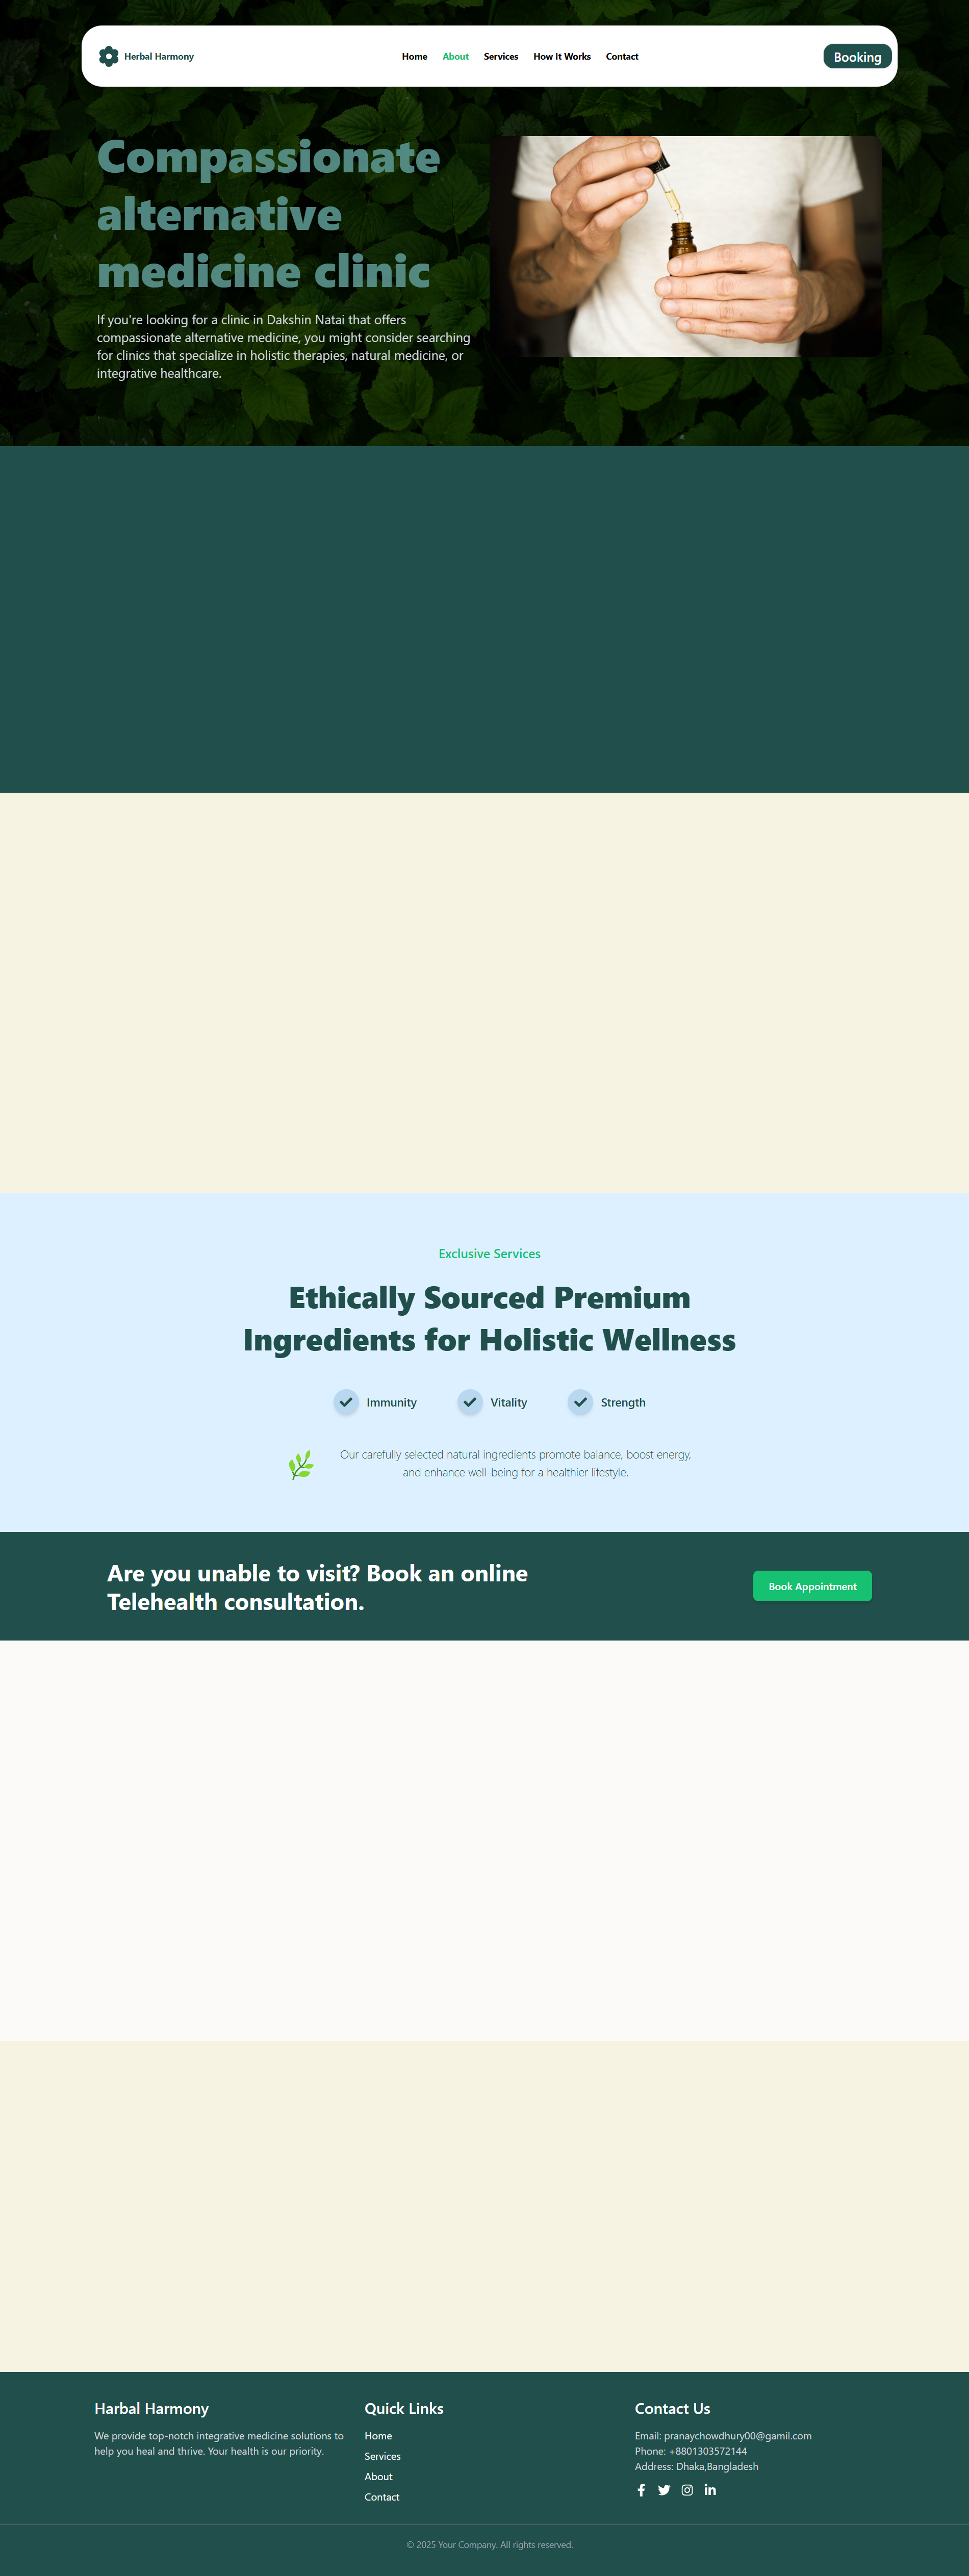 Herbal Harmony
Home About Services How It Works Contact
Booking
Compassionate
alternative
medicine clinic
If you're looking for a clinic in Dakshin Natai that offers
compassionate alternative medicine, you might consider searching
for clinics that specialize in holistic therapies, natural medicine, or
integrative healthcare.
Exclusive Services
Ethically Sourced Premium
Ingredients for Holistic Wellness
Immunity Vitality Strength
Our carefully selected natural ingredients promote balance, boost energy,
and enhance well-being for a healthier lifestyle.
Are you unable to visit? Book an online
Telehealth consultation.
Book Appointment
Harbal Harmony
We provide top-notch integrative medicine solutions to
help you heal and thrive. Your health is our priority.
Quick Links
Home
Services
About
Contact
Contact Us
Email: pranaychowdhury00@gamil.com
Phone: +8801303572144
Address: Dhaka,Bangladesh
© 2025 Your Company. All rights reserved.